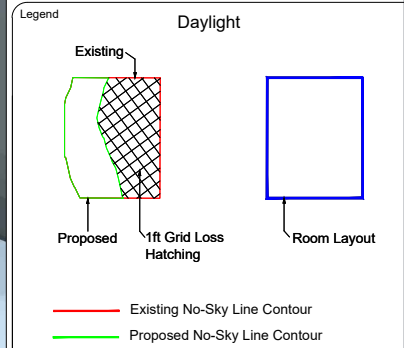 Legend
Daylight
Existing
Proposed
1ft Grid Loss
Hatching
Room Layout
Existing No-Sky Line Contour
Proposed No-Sky Line Contour